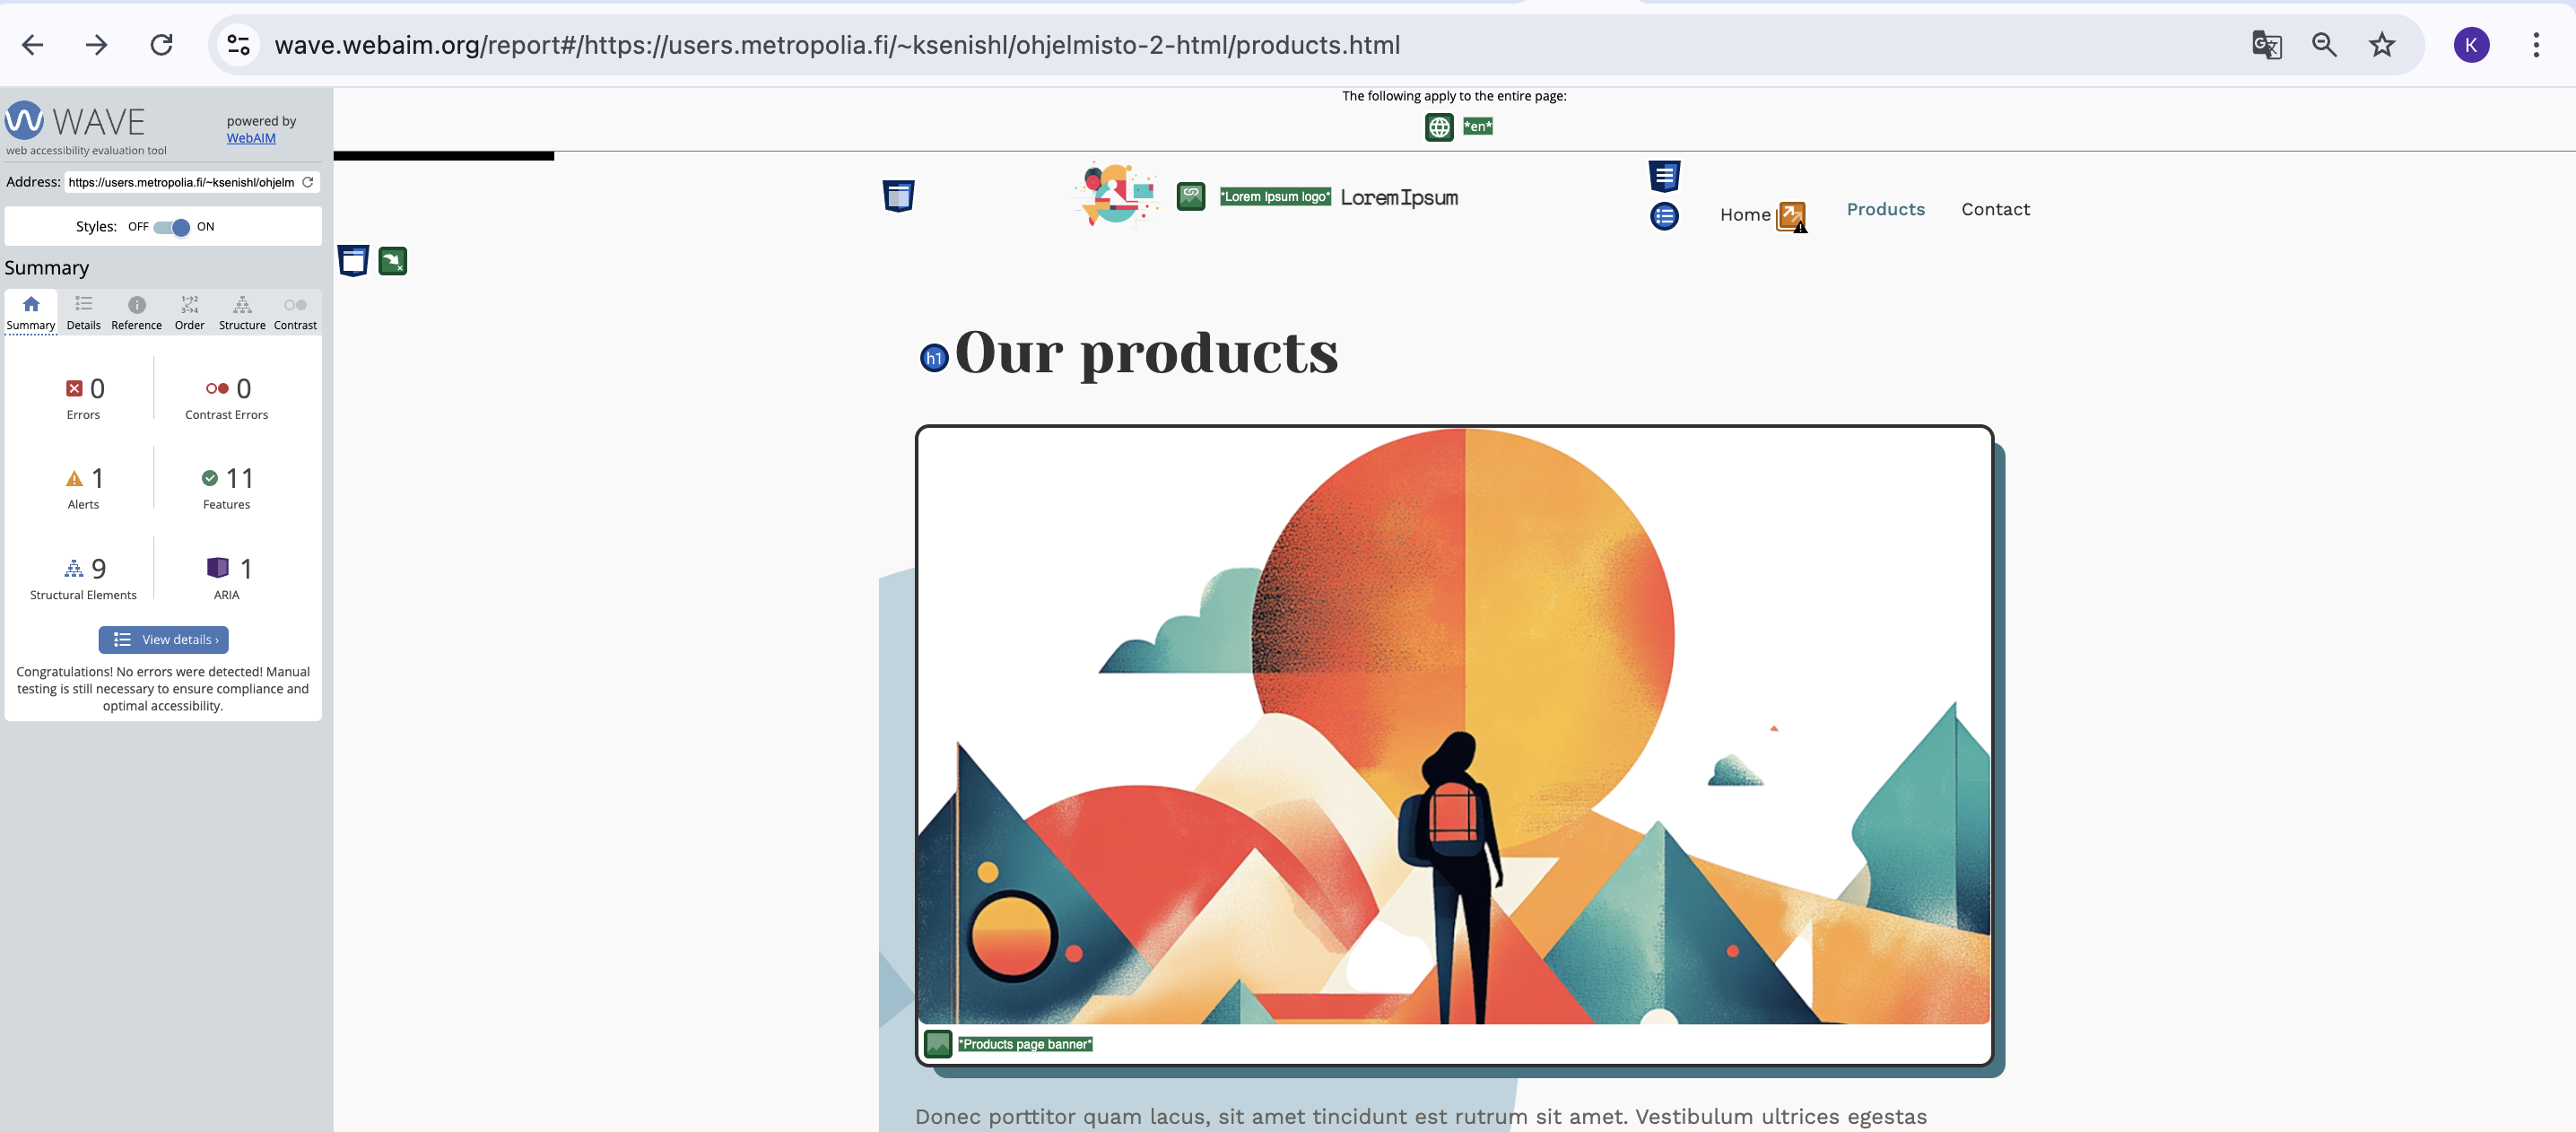 wave.webaim.org/report#/https://users.metropolia.fi/~ksenishl/ohjelmisto-2-html/products.html
K
WAVE
web accessibility evaluation tool
powered by
WebAIM
Address: https://users.metropolia.fi/~ksenishl/ohjelm
Styles: OFF ON
Summary
Summary Details Reference Order Structure Contrast
0
Errors
0
Contrast Errors
1
Alerts
11
Features
9
Structural Elements
1
ARIA
View details ›
Congratulations! No errors were detected! Manual
testing is still necessary to ensure compliance and
optimal accessibility.
The following apply to the entire page:
*en*
*Lorem Ipsum logo* LoremIpsum
Home Products Contact
h1 Our products
*Products page banner*
Donec porttitor quam lacus, sit amet tincidunt est rutrum sit amet. Vestibulum ultrices egestas